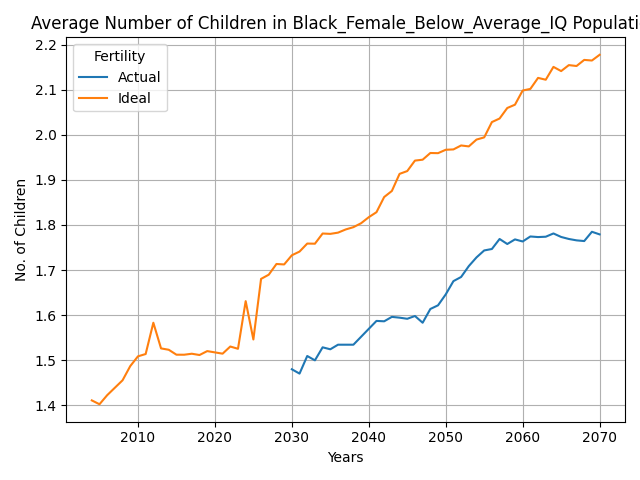 Average Number of Children in Black_Female_Below_Average_IQ Populati
2.2
2.1
2.0
1.9
1.8
1.7
1.6
1.5
1.4
No. of Children
Fertility
Actual
Ideal
2010 2020 2030 2040 2050 2060 2070
Years